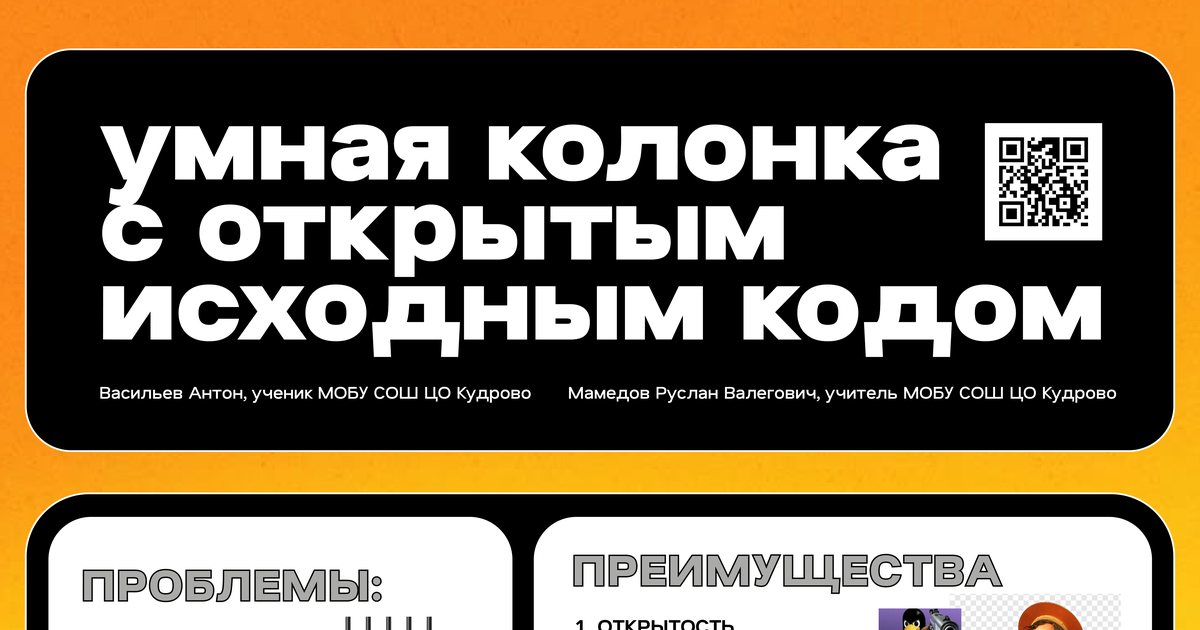 умная колонка
с открытым
исходным кодом
Васильев Антон, ученик МОБУ СОШ ЦО Кудрово
Мамедов Руслан Валегович, учитель МОБУ СОШ ЦО Кудрово
ПРОБЛЕМЫ:
ПРЕИМУЩЕСТВА
1. ОТКРЫТОСТЬ